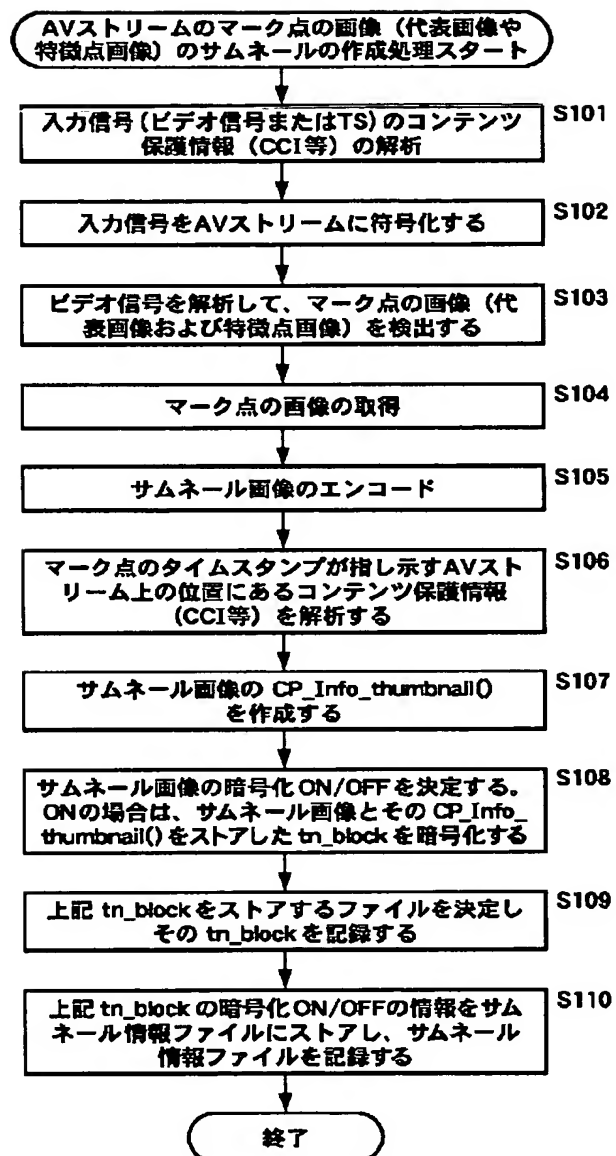 AVストリームのマーク点の画像（代表画像や
特徴点画像）のサムネールの作成処理スタート
S101
入力信号（ビデオ信号またはTS）のコンテンツ
保護情報（CCI等）の解析
S102
入力信号をAVストリームに符号化する
S103
ビデオ信号を解析して、マーク点の画像（代
表画像および特徴点画像）を検出する
S104
マーク点の画像の取得
S105
サムネール画像のエンコード
S106
マーク点のタイムスタンプが指し示すAVスト
リーム上の位置にあるコンテンツ保護情報
（CCI等）を解析する
S107
サムネール画像の CP_Info_thumbnail()
を作成する
S108
サムネール画像の暗号化ON/OFFを決定する。
ONの場合は、サムネール画像とその CP_Info_
thumbnail()をストアした tn_block を暗号化する
S109
上記 tn_block をストアするファイルを決定し
その tn_block を記録する
S110
上記 tn_block の暗号化ON/OFFの情報をサム
ネール情報ファイルにストアし、サムネール
情報ファイルを記録する
終了